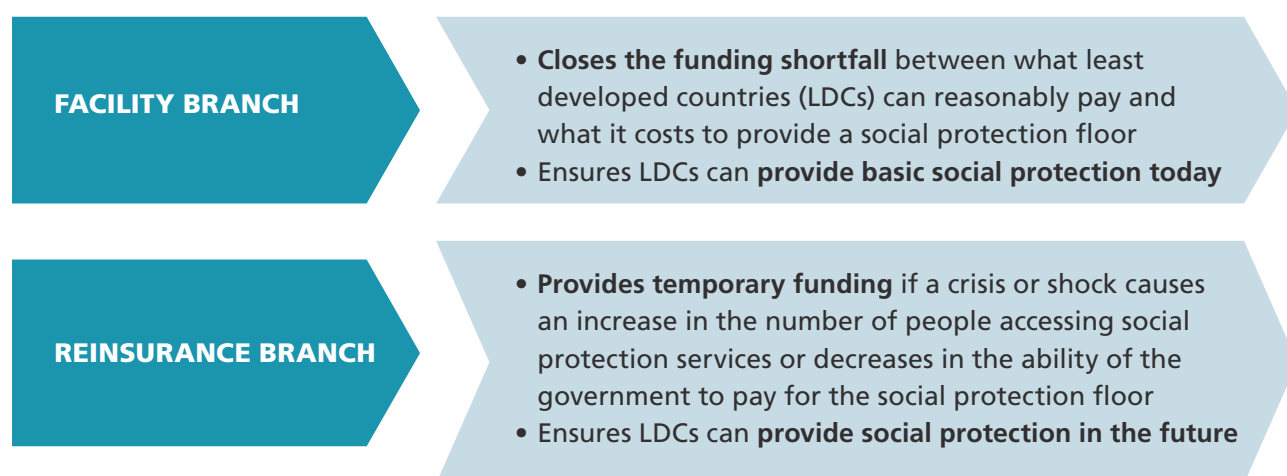 FACILITY BRANCH
• Closes the funding shortfall between what least
developed countries (LDCs) can reasonably pay and
what it costs to provide a social protection floor
• Ensures LDCs can provide basic social protection today
REINSURANCE BRANCH
• Provides temporary funding if a crisis or shock causes
an increase in the number of people accessing social
protection services or decreases in the ability of the
government to pay for the social protection floor
• Ensures LDCs can provide social protection in the future